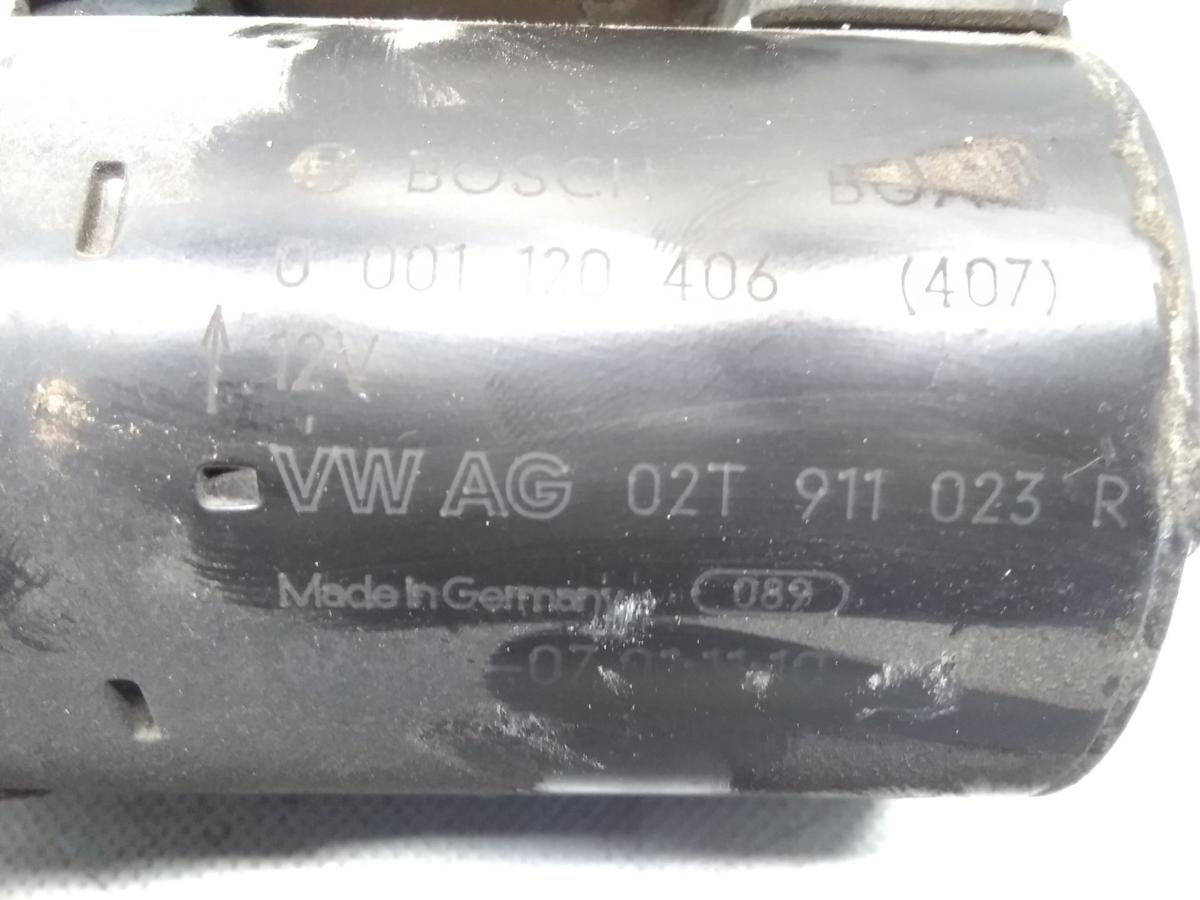 BOSCH
0 001 120 406 (407)
12V
VW AG 02T 911 023 R
Made in Germany 089